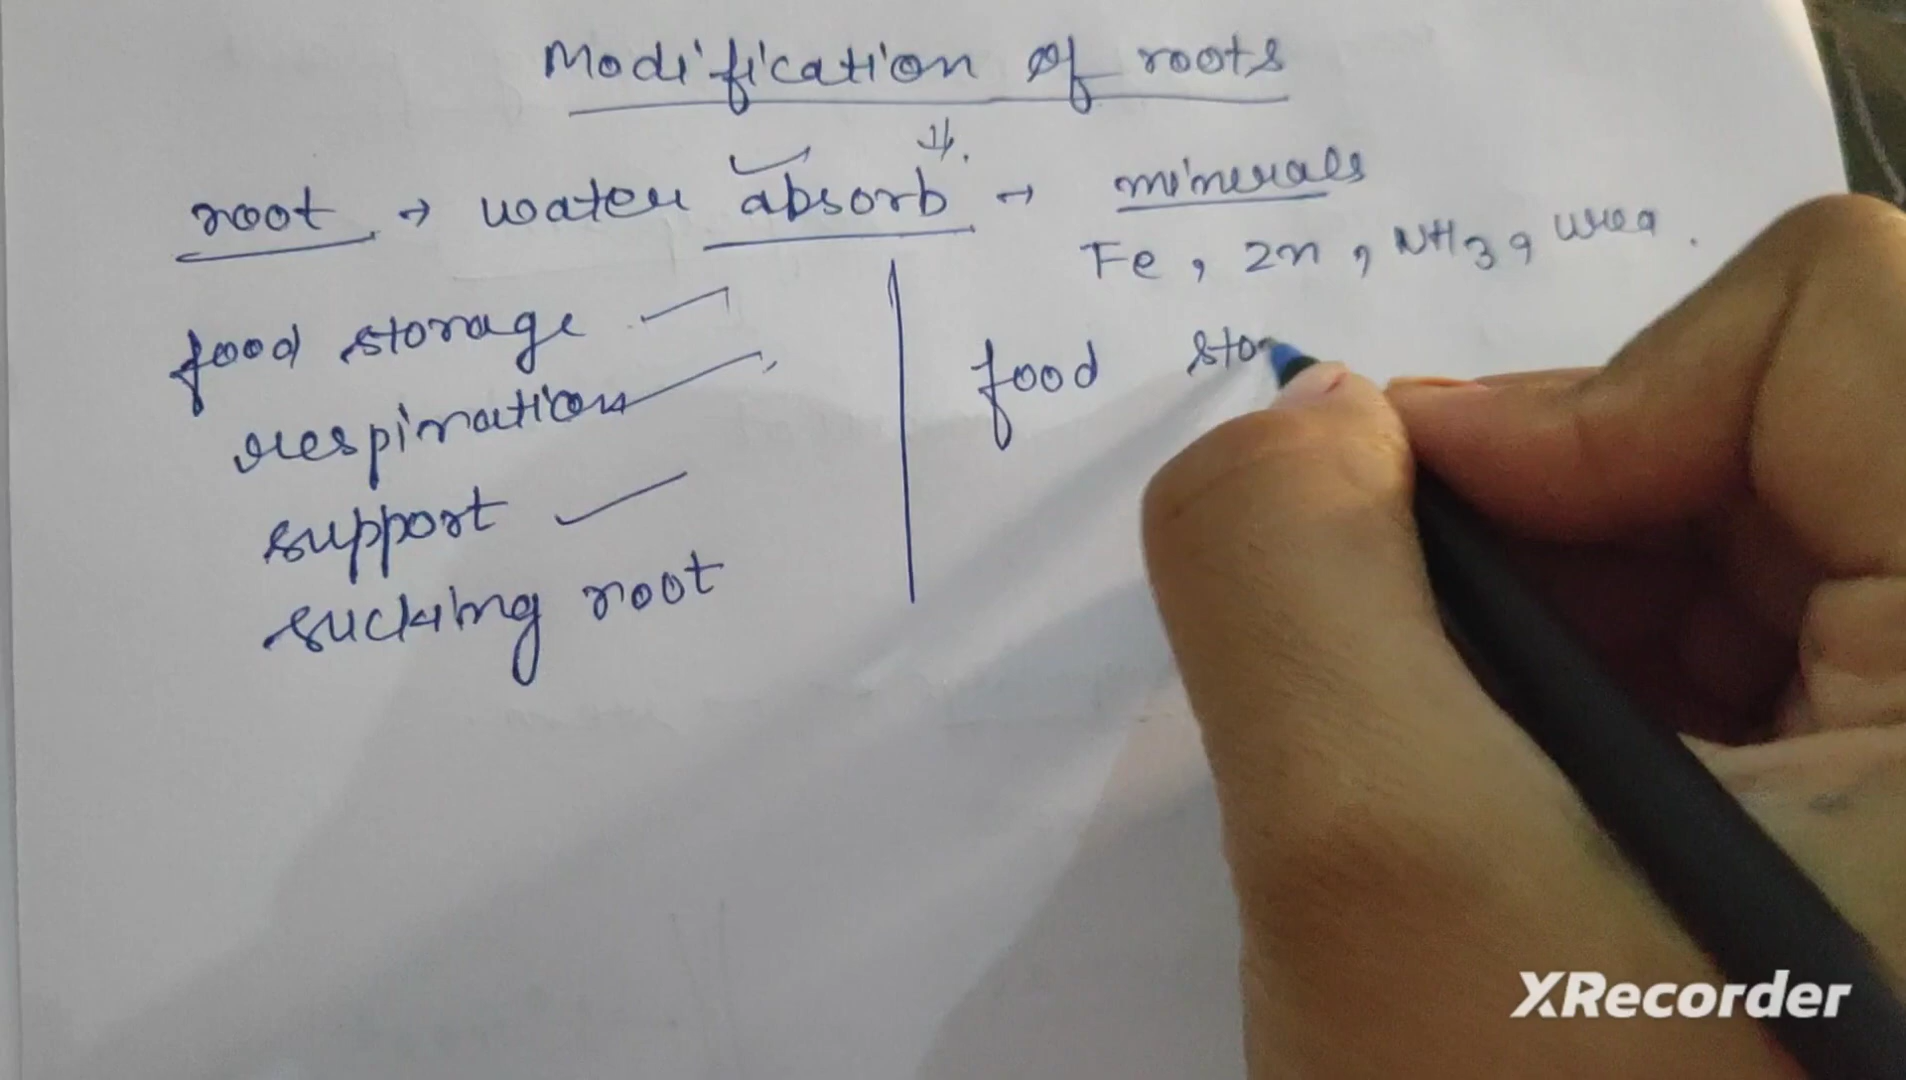 Modification of roots
root → water absorb → minerals
Fe, Zn, NH3, urea.
food storage
respiration
support
sucking root
food sto
XRecorder